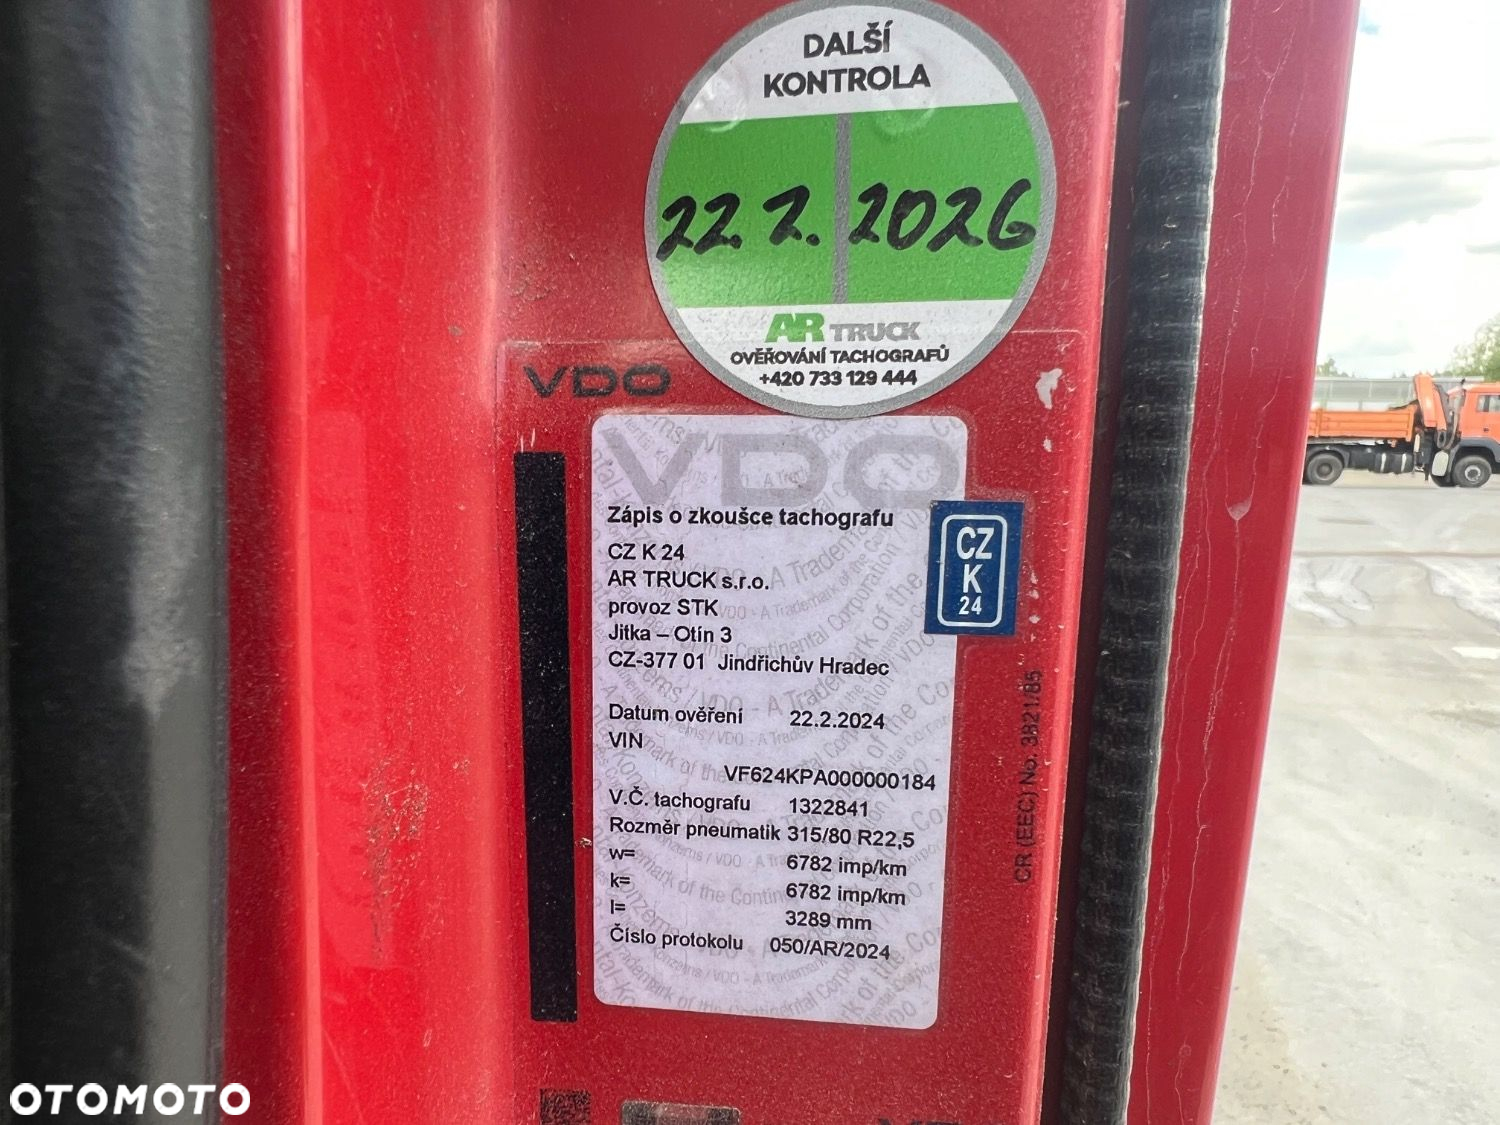 DALŠÍ
KONTROLA
22. 2. 2026
AR TRUCK
OVĚŘOVÁNÍ TACHOGRAFŮ
+420 733 129 444
VDO
VDO
Zápis o zkoušce tachografu
CZ K 24
AR TRUCK s.r.o.
provoz STK
Jitka – Otín 3
CZ-377 01 Jindřichův Hradec
CZ
K
24
Datum ověření 22.2.2024
VIN
VF624KPA000000184
V.Č. tachografu 1322841
Rozměr pneumatik 315/80 R22,5
w= 6782 imp/km
k= 6782 imp/km
l= 3289 mm
Číslo protokolu 050/AR/2024
CR (EEC) No. 3821/85
OTOMOTO